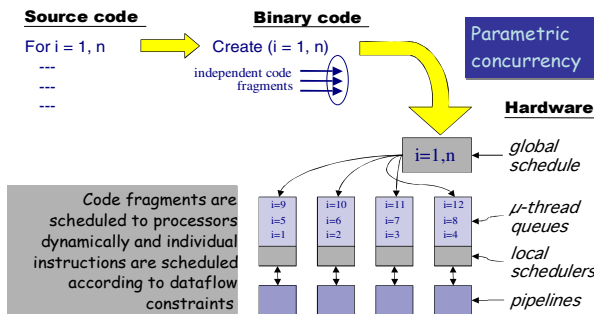 Source code
Binary code
For i = 1, n
---
---
---
Create (i = 1, n)
independent code
fragments
Parametric
concurrency
Hardware
i=1,n
global
schedule
Code fragments are
scheduled to processors
dynamically and individual
instructions are scheduled
according to dataflow
constraints
i=9
i=5
i=1
i=10
i=6
i=2
i=11
i=7
i=3
i=12
i=8
i=4
μ-thread
queues
local
schedulers
pipelines